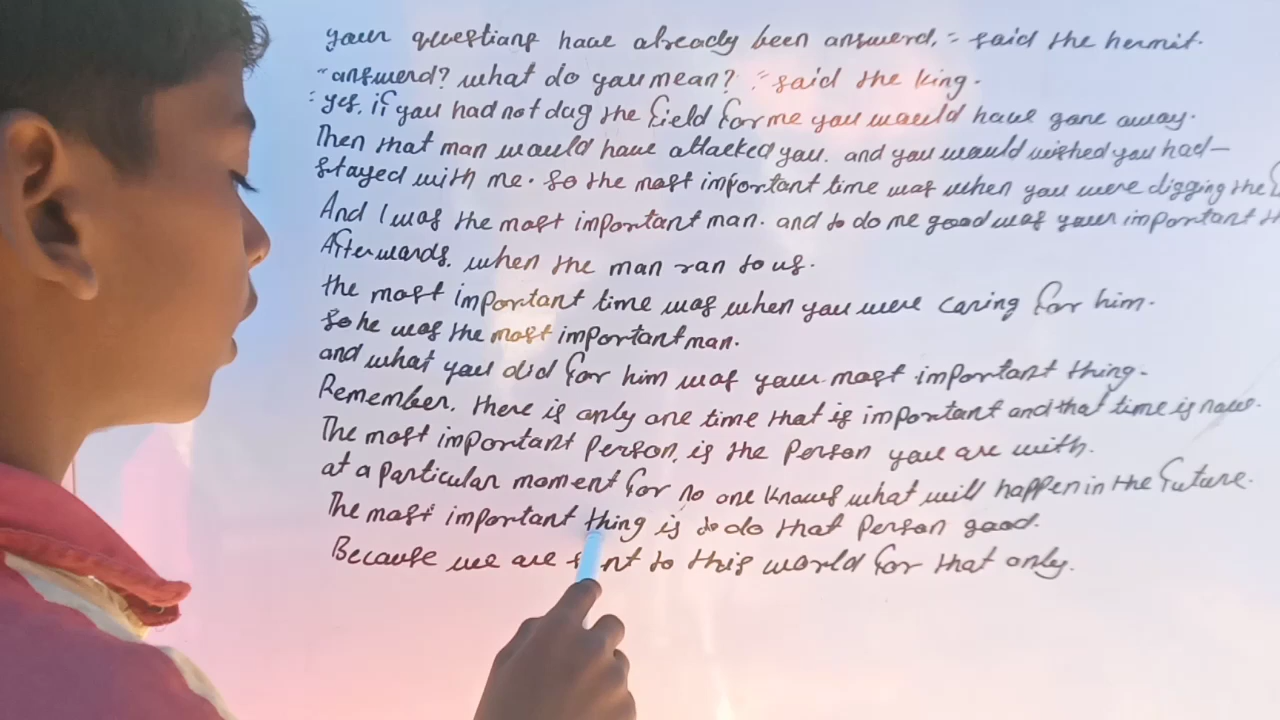 your questions have already been answerd," said the hermit.
"answerd? what do you mean?" said the king.
"yes, if you had not dug the field for me you would have gone away.
Then that man would have attacked you. and you would wished you had—
stayed with me. so the most important time was when you were digging the
And I was the most important man. and to do me good was your important
Afterwards, when the man ran to us.
the most important time was when you were caring for him.
So he was the most important man.
and what you did for him was your most important thing.
Remember, there is only one time that is important and that time is now.
The most important Person, is the Person you are with.
at a Particular moment for no one knows what will happen in the future.
The most important thing is to do that Person good.
Because we are sent to this world for that only.